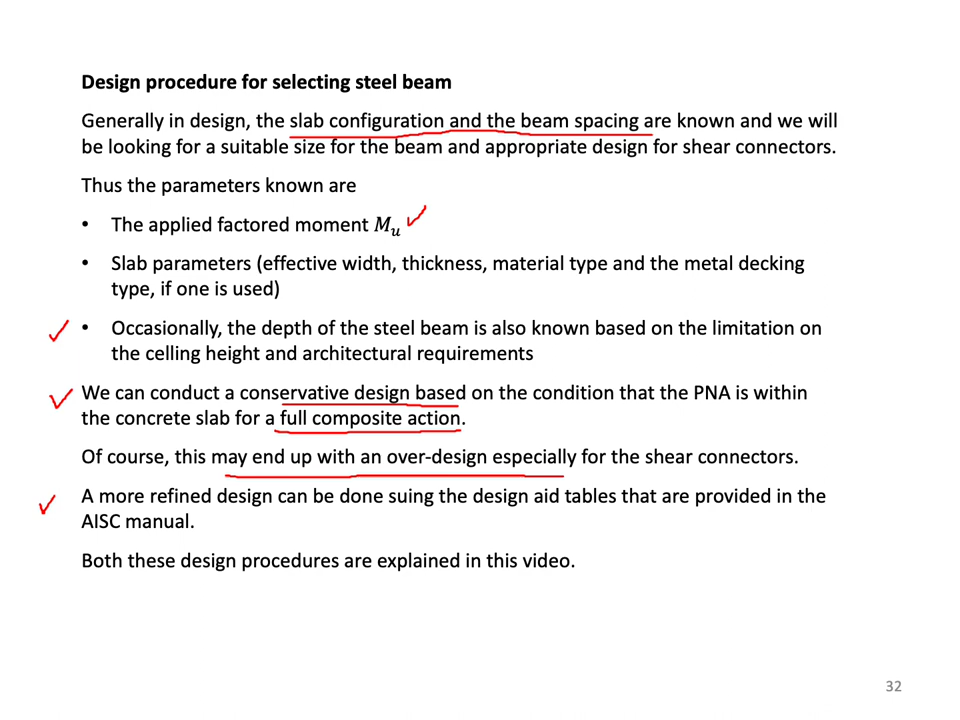 Design procedure for selecting steel beam
Generally in design, the slab configuration and the beam spacing are known and we will
be looking for a suitable size for the beam and appropriate design for shear connectors.
Thus the parameters known are
• The applied factored moment Mᵤ
• Slab parameters (effective width, thickness, material type and the metal decking
type, if one is used)
• Occasionally, the depth of the steel beam is also known based on the limitation on
the celling height and architectural requirements
We can conduct a conservative design based on the condition that the PNA is within
the concrete slab for a full composite action.
Of course, this may end up with an over-design especially for the shear connectors.
A more refined design can be done suing the design aid tables that are provided in the
AISC manual.
Both these design procedures are explained in this video.
32